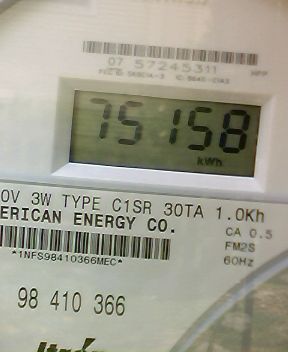 07 57245311
75158
kWh
0V 3W TYPE C1SR 30TA 1.0Kh
ERICAN ENERGY CO.
CA 0.5
FM2S
60Hz
*1NFS98410366MEC*
98 410 366
Itron